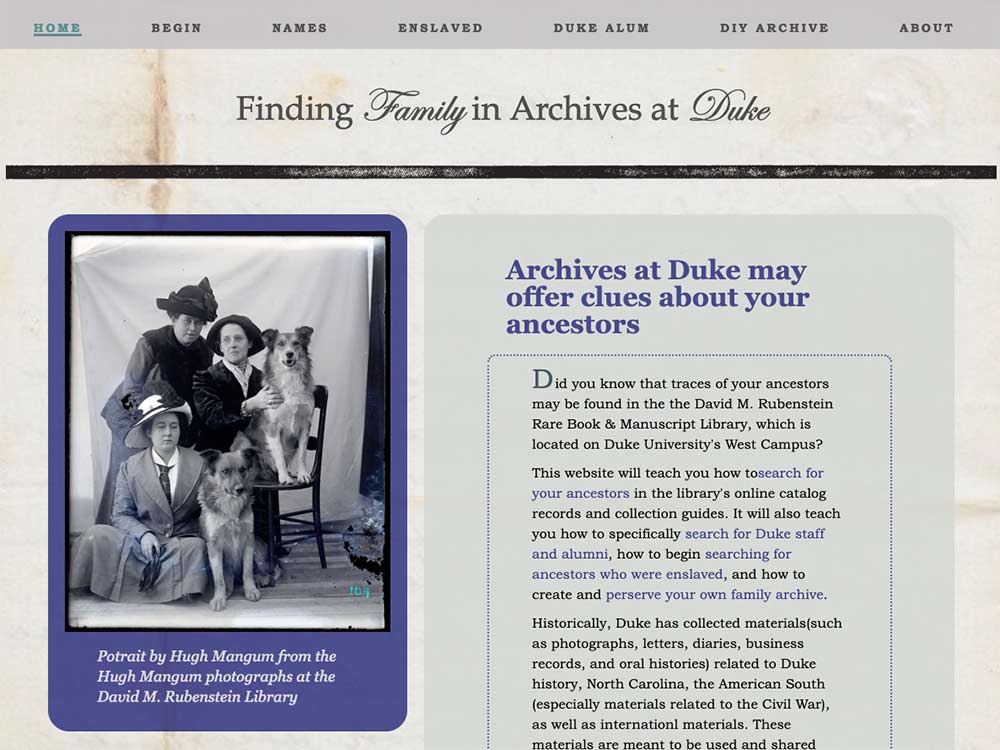 HOME BEGIN NAMES ENSLAVED DUKE ALUM DIY ARCHIVE ABOUT
Finding Family in Archives at Duke
104
Potrait by Hugh Mangum from the
Hugh Mangum photographs at the
David M. Rubenstein Library
Archives at Duke may
offer clues about your
ancestors
Did you know that traces of your ancestors
may be found in the the David M. Rubenstein
Rare Book & Manuscript Library, which is
located on Duke University's West Campus?
This website will teach you how tosearch for
your ancestors in the library's online catalog
records and collection guides. It will also teach
you how to specifically search for Duke staff
and alumni, how to begin searching for
ancestors who were enslaved, and how to
create and perserve your own family archive.
Historically, Duke has collected materials(such
as photographs, letters, diaries, business
records, and oral histories) related to Duke
history, North Carolina, the American South
(especially materials related to the Civil War),
as well as internationl materials. These
materials are meant to be used and shared